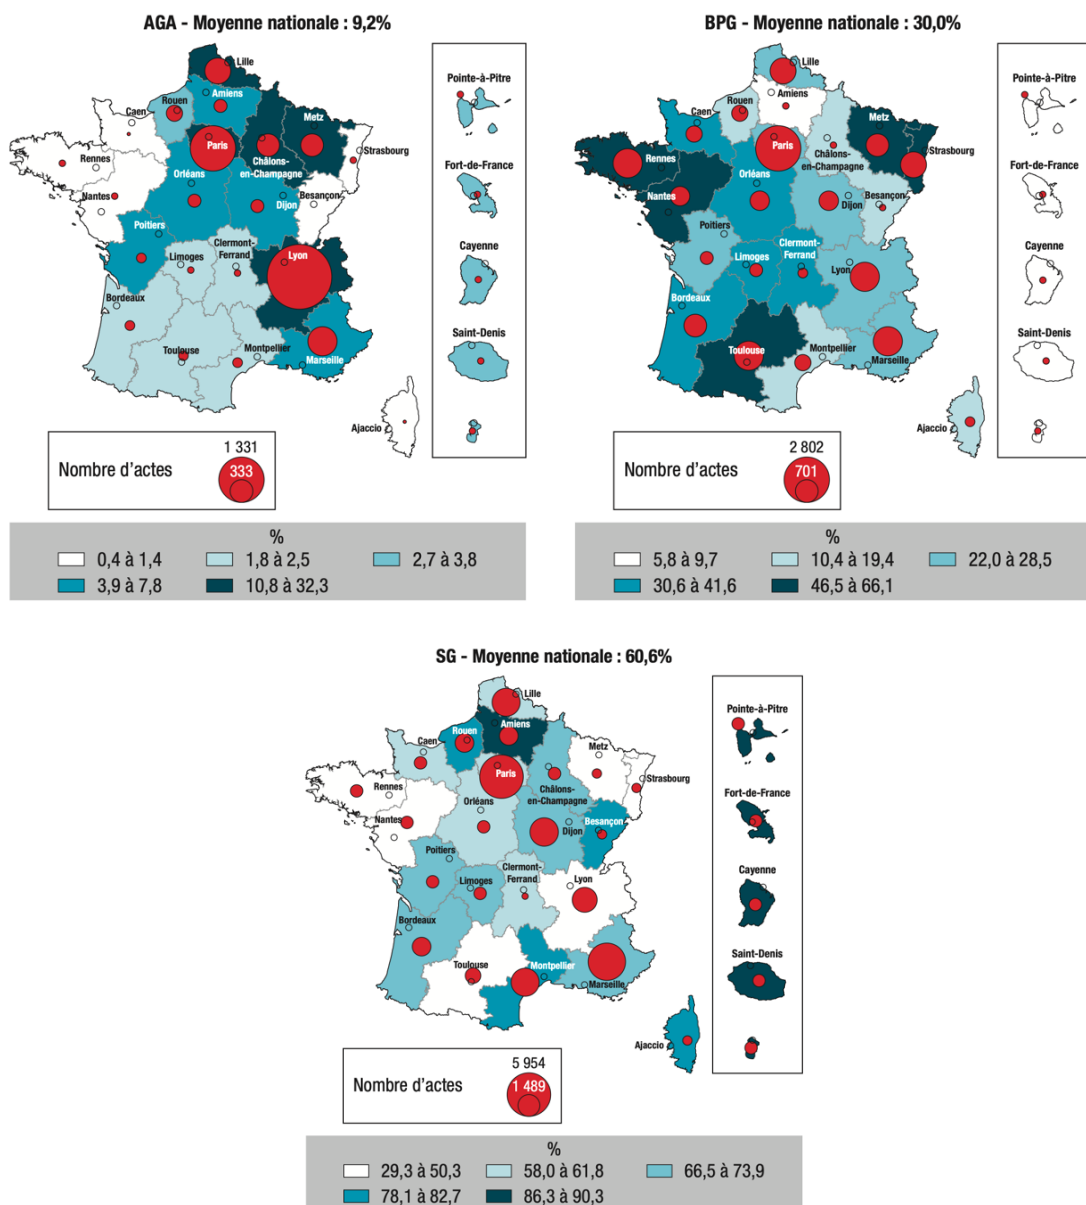 AGA - Moyenne nationale : 9,2%
Lille
Rouen
Amiens
Caen
Metz
Paris
Strasbourg
Rennes
Châlons-
en-Champagne
Orléans
Nantes
Besançon
Dijon
Poitiers
Clermont-
Ferrand
Limoges
Lyon
Bordeaux
Toulouse
Montpellier
Marseille
Ajaccio
Pointe-à-Pitre
Fort-de-France
Cayenne
Saint-Denis
Nombre d'actes
1 331
333
%
0,4 à 1,4
1,8 à 2,5
2,7 à 3,8
3,9 à 7,8
10,8 à 32,3
BPG - Moyenne nationale : 30,0%
Lille
Amiens
Rouen
Caen
Metz
Paris
Strasbourg
Rennes
Châlons-
en-Champagne
Orléans
Nantes
Besançon
Dijon
Poitiers
Clermont-
Ferrand
Limoges
Lyon
Bordeaux
Toulouse
Montpellier
Marseille
Ajaccio
Pointe-à-Pitre
Fort-de-France
Cayenne
Saint-Denis
Nombre d'actes
2 802
701
%
5,8 à 9,7
10,4 à 19,4
22,0 à 28,5
30,6 à 41,6
46,5 à 66,1
SG - Moyenne nationale : 60,6%
Lille
Amiens
Rouen
Caen
Metz
Paris
Strasbourg
Rennes
Châlons-
en-Champagne
Orléans
Nantes
Besançon
Dijon
Poitiers
Clermont-
Ferrand
Limoges
Lyon
Bordeaux
Toulouse
Montpellier
Marseille
Ajaccio
Pointe-à-Pitre
Fort-de-France
Cayenne
Saint-Denis
Nombre d'actes
5 954
1 489
%
29,3 à 50,3
58,0 à 61,8
66,5 à 73,9
78,1 à 82,7
86,3 à 90,3